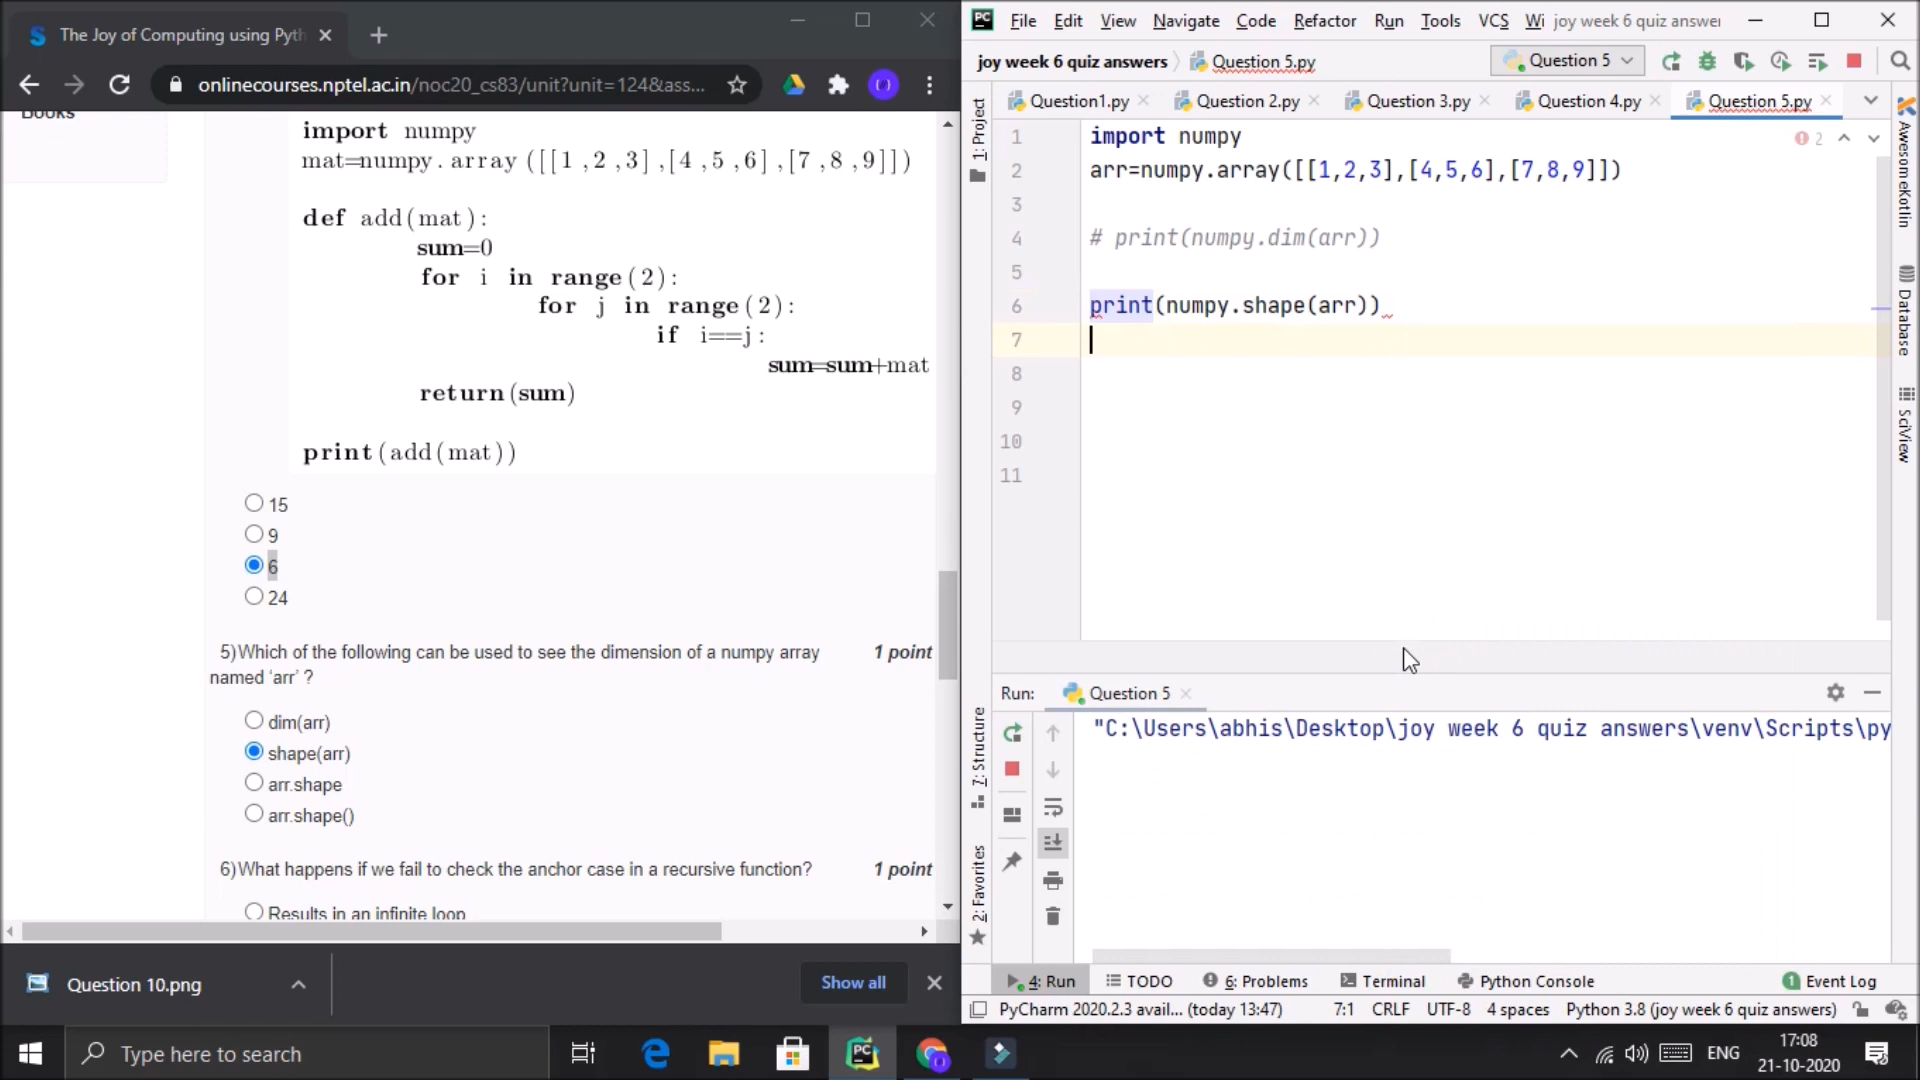 The Joy of Computing using Pyth
onlinecourses.nptel.ac.in/noc20_cs83/unit?unit=124&ass...
Books
import numpy
mat=numpy.array([[1,2,3],[4,5,6],[7,8,9]])
def add(mat):
sum=0
for i in range(2):
for j in range(2):
if i==j:
sum=sum+mat
return(sum)
print(add(mat))
15
9
6
24
5)Which of the following can be used to see the dimension of a numpy array 1 point
named 'arr' ?
dim(arr)
shape(arr)
arr.shape
arr.shape()
6)What happens if we fail to check the anchor case in a recursive function? 1 point
Results in an infinite loop
Question 10.png
Show all
PC File Edit View Navigate Code Refactor Run Tools VCS Wi joy week 6 quiz answer
joy week 6 quiz answers Question 5.py Question 5
Question1.py Question 2.py Question 3.py Question 4.py Question 5.py
1: Project
1 import numpy
2 arr=numpy.array([[1,2,3],[4,5,6],[7,8,9]])
3
4 # print(numpy.dim(arr))
5
6 print(numpy.shape(arr))
7
8
9
10
11
2
AwesomeKotlin
Database
SciView
Run: Question 5
"C:\Users\abhis\Desktop\joy week 6 quiz answers\venv\Scripts\py
7: Structure
2: Favorites
4: Run TODO 6: Problems Terminal Python Console 1 Event Log
PyCharm 2020.2.3 avail... (today 13:47) 7:1 CRLF UTF-8 4 spaces Python 3.8 (joy week 6 quiz answers)
Type here to search
PC
ENG
17:08
21-10-2020